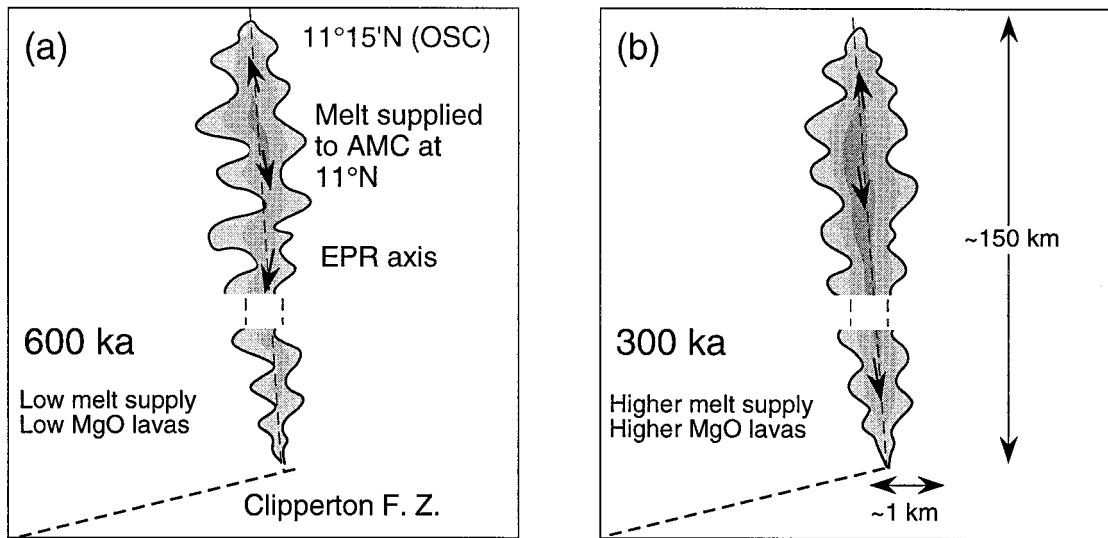 (a)
11°15'N (OSC)
Melt supplied
to AMC at
11°N
EPR axis
600 ka
Low melt supply
Low MgO lavas
Clipperton F. Z.
(b)
~150 km
300 ka
Higher melt supply
Higher MgO lavas
~1 km